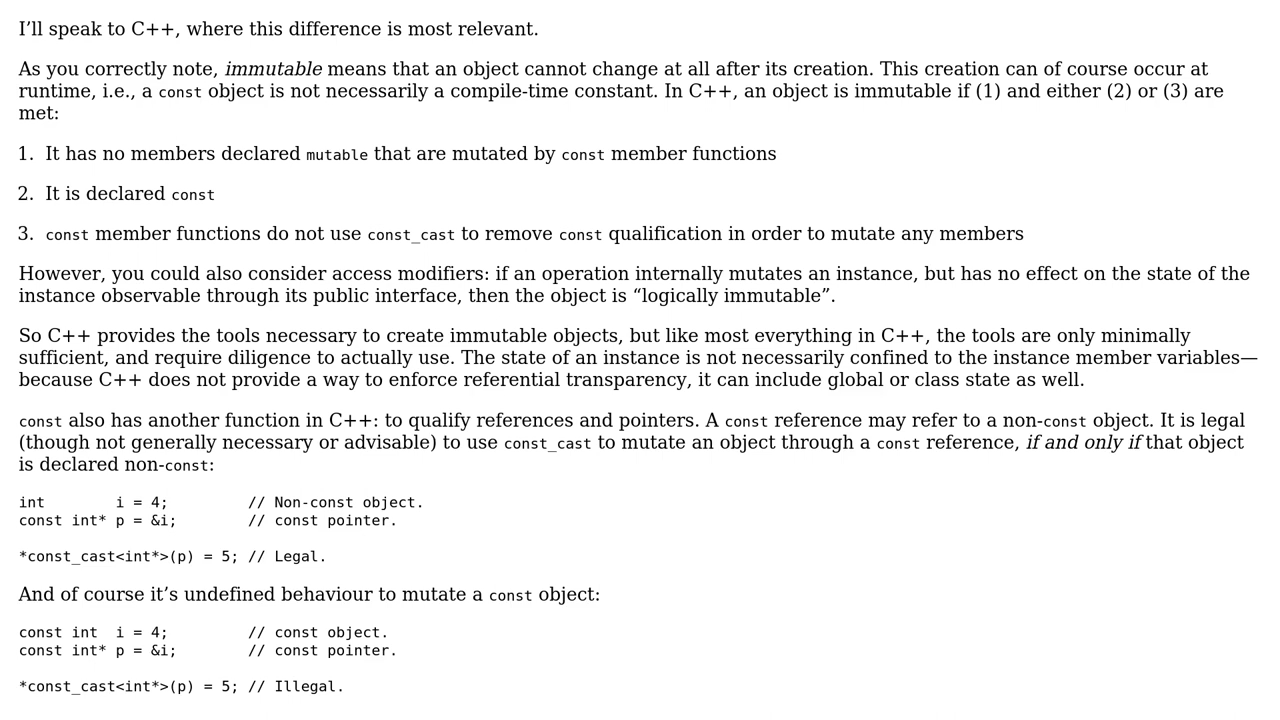 I’ll speak to C++, where this difference is most relevant.
As you correctly note, immutable means that an object cannot change at all after its creation. This creation can of course occur at
runtime, i.e., a const object is not necessarily a compile-time constant. In C++, an object is immutable if (1) and either (2) or (3) are
met:
1. It has no members declared mutable that are mutated by const member functions
2. It is declared const
3. const member functions do not use const_cast to remove const qualification in order to mutate any members
However, you could also consider access modifiers: if an operation internally mutates an instance, but has no effect on the state of the
instance observable through its public interface, then the object is “logically immutable”.
So C++ provides the tools necessary to create immutable objects, but like most everything in C++, the tools are only minimally
sufficient, and require diligence to actually use. The state of an instance is not necessarily confined to the instance member variables—
because C++ does not provide a way to enforce referential transparency, it can include global or class state as well.
const also has another function in C++: to qualify references and pointers. A const reference may refer to a non-const object. It is legal
(though not generally necessary or advisable) to use const_cast to mutate an object through a const reference, if and only if that object
is declared non-const:
int        i = 4;         // Non-const object.
const int* p = &i;        // const pointer.
*const_cast<int*>(p) = 5; // Legal.
And of course it’s undefined behaviour to mutate a const object:
const int  i = 4;         // const object.
const int* p = &i;        // const pointer.
*const_cast<int*>(p) = 5; // Illegal.